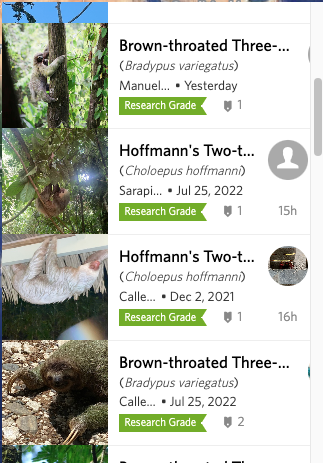 Brown-throated Three-...
(Bradypus variegatus)
Manuel... • Yesterday
Research Grade 1
Hoffmann's Two-t...
(Choloepus hoffmanni)
Sarapi... • Jul 25, 2022
Research Grade 1 15h
Hoffmann's Two-t...
(Choloepus hoffmanni)
Calle... • Dec 2, 2021
Research Grade 1 16h
Brown-throated Three-...
(Bradypus variegatus)
Calle... • Jul 25, 2022
Research Grade 2